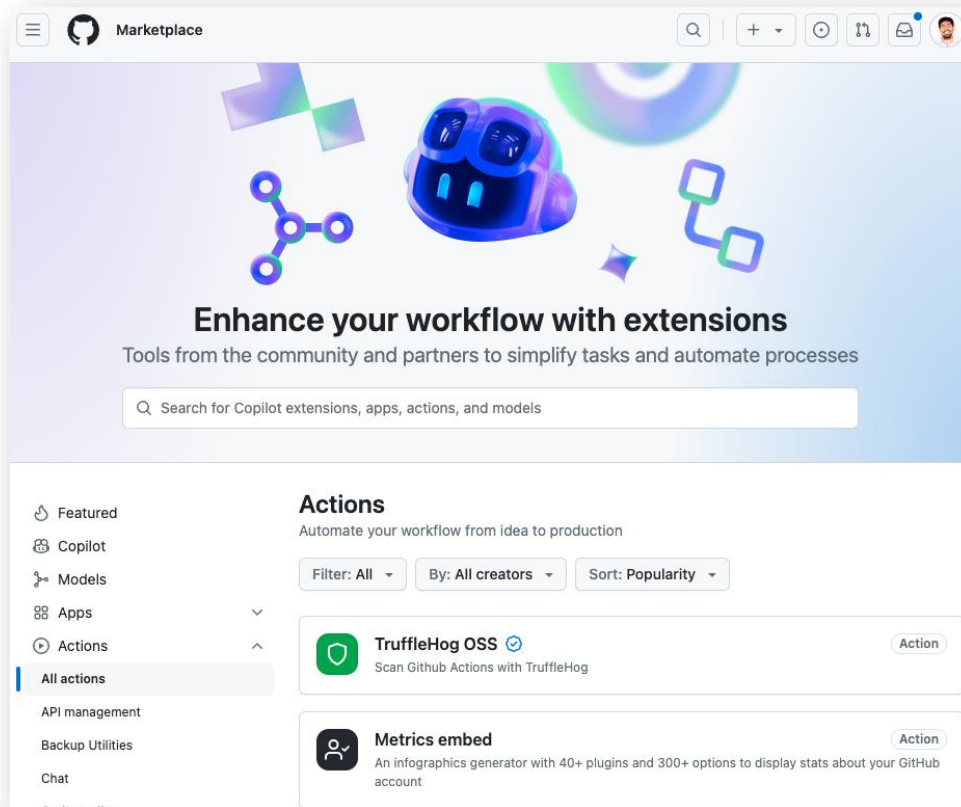 Marketplace
Enhance your workflow with extensions
Tools from the community and partners to simplify tasks and automate processes
Search for Copilot extensions, apps, actions, and models
Featured
Copilot
Models
Apps
Actions
All actions
API management
Backup Utilities
Chat
Actions
Automate your workflow from idea to production
Filter: All
By: All creators
Sort: Popularity
TruffleHog OSS
Action
Scan Github Actions with TruffleHog
Metrics embed
Action
An infographics generator with 40+ plugins and 300+ options to display stats about your GitHub
account